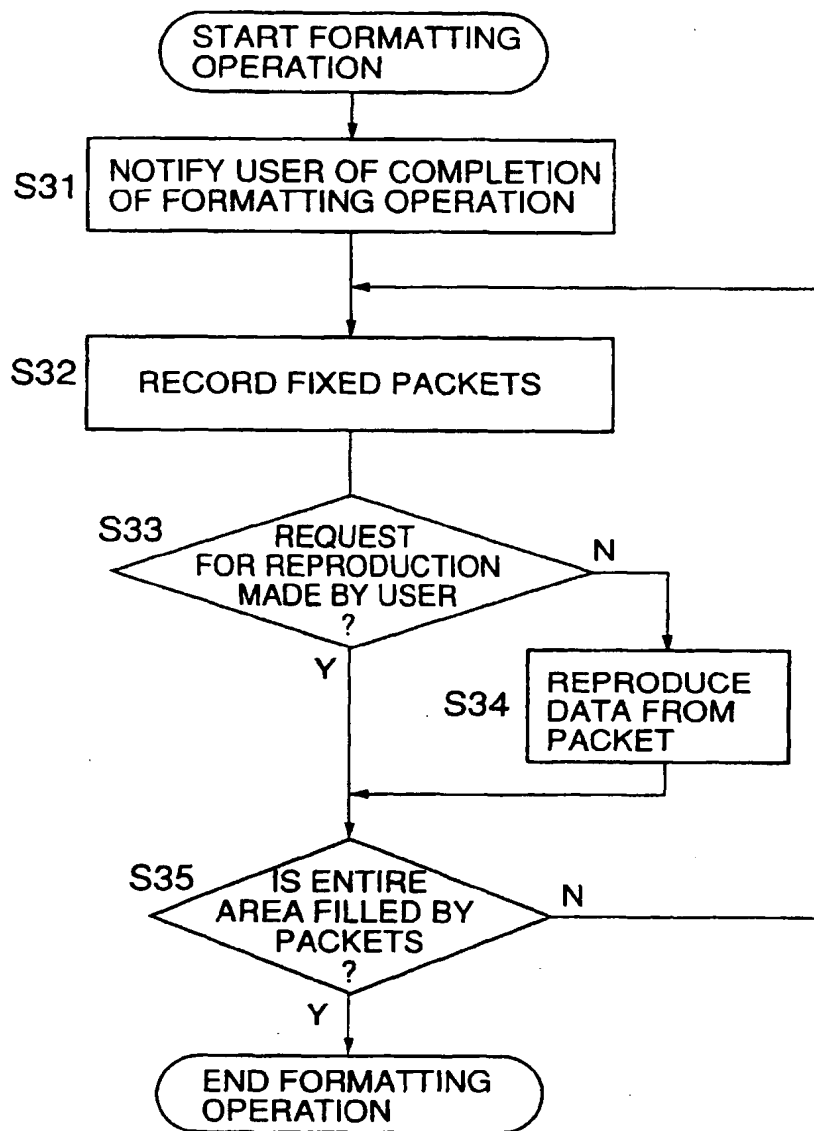 START FORMATTING
OPERATION
S31
NOTIFY USER OF COMPLETION
OF FORMATTING OPERATION
S32
RECORD FIXED PACKETS
S33
REQUEST
FOR REPRODUCTION
MADE BY USER
?
N
Y
S34
REPRODUCE
DATA FROM
PACKET
S35
IS ENTIRE
AREA FILLED BY
PACKETS
?
N
Y
END FORMATTING
OPERATION